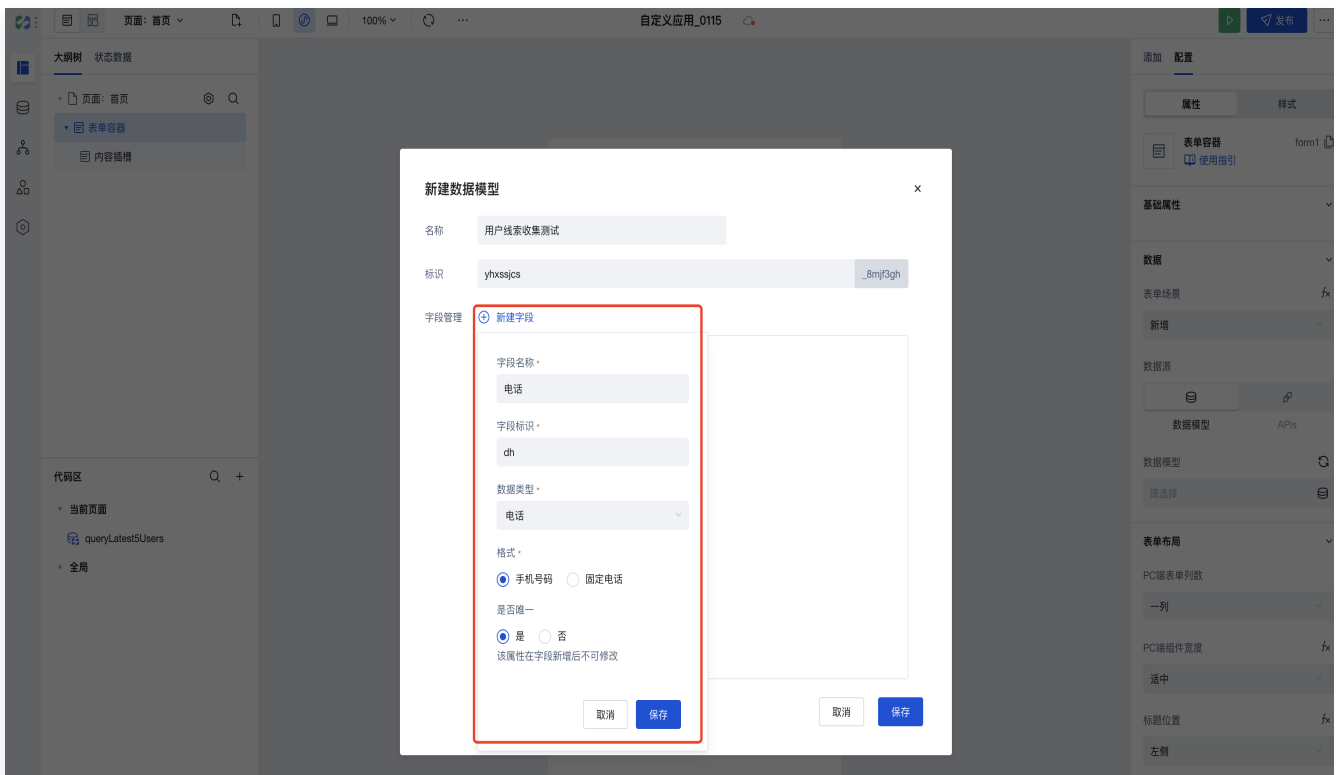 页面：首页
100%
自定义应用_0115
发布
大纲树 状态数据
页面：首页
表单容器
内容插槽
代码区
当前页面
queryLatest5Users
全局
新建数据模型
名称 用户线索收集测试
标识 yhxssjcs _8mjf3gh
字段管理 新建字段
字段名称 *
电话
字段标识 *
dh
数据类型 *
电话
格式 *
手机号码 固定电话
是否唯一
是 否
该属性在字段新增后不可修改
取消 保存
取消 保存
添加 配置
属性 样式
表单容器 form1
使用指引
基础属性
数据
表单场景 fx
新增
数据源
数据模型 APIs
数据模型
请选择
表单布局
PC端表单列数
一列
PC端组件宽度 fx
适中
标题位置 fx
左侧